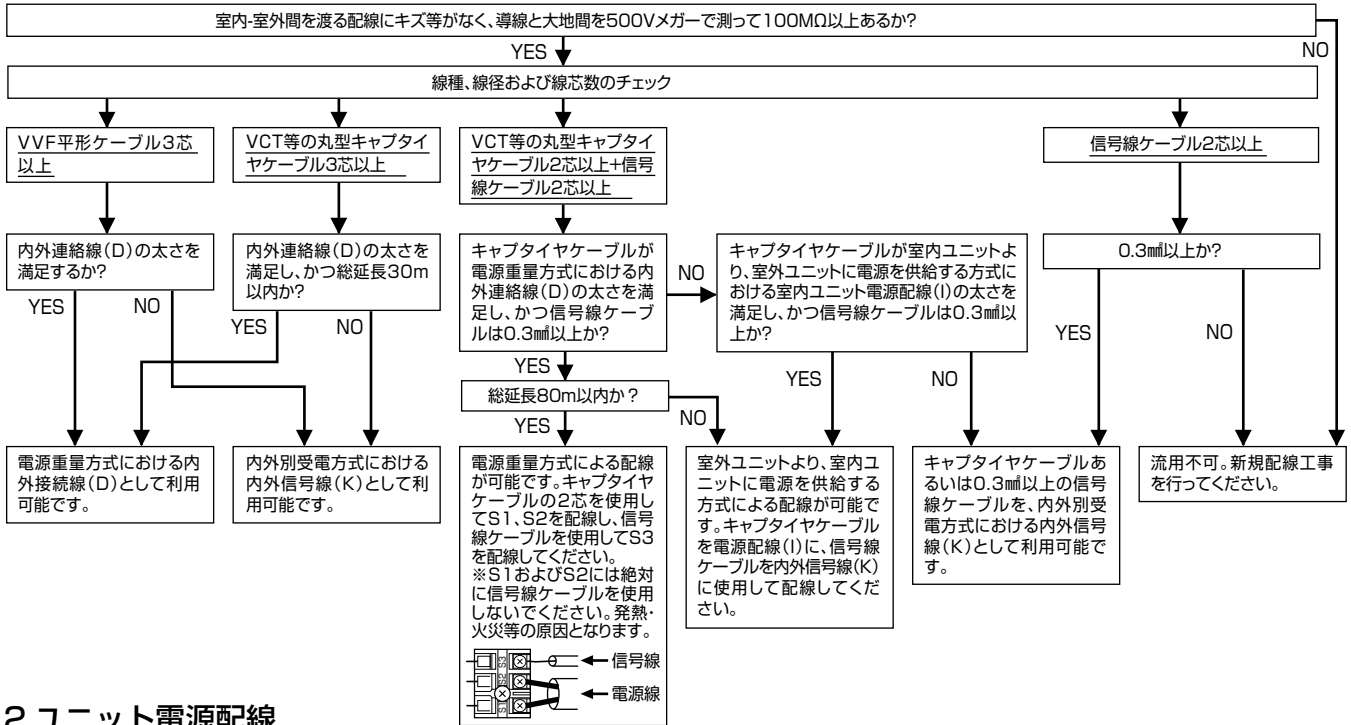 室内-室外間を渡る配線にキズ等がなく、導線と大地間を500Vメガーで測って100MΩ以上あるか?
YES
NO
線種、線径および線芯数のチェック
VVF平形ケーブル3芯
以上
VCT等の丸型キャプタイ
ヤケーブル3芯以上
VCT等の丸型キャプタイ
ヤケーブル2芯以上+信号
線ケーブル2芯以上
信号線ケーブル2芯以上
内外連絡線(D)の太さを
満足するか?
内外連絡線(D)の太さを
満足し、かつ総延長30m
以内か?
キャプタイヤケーブルが
電源重量方式における内
外連絡線(D)の太さを満
足し、かつ信号線ケーブ
ルは0.3㎟以上か?
NO
キャプタイヤケーブルが室内ユニットよ
り、室外ユニットに電源を供給する方式に
おける室内ユニット電源配線(I)の太さを
満足し、かつ信号線ケーブルは0.3㎟以
上か?
0.3㎟以上か?
YES
NO
YES
NO
YES
総延長80m以内か?
NO
YES
YES
NO
YES
NO
電源重量方式における内
外接続線(D)として利用
可能です。
内外別受電方式における
内外信号線(K)として利
用可能です。
電源重量方式による配線
が可能です。キャプタイヤ
ケーブルの2芯を使用し
てS1、S2を配線し、信号
線ケーブルを使用してS3
を配線してください。
※S1およびS2には絶対
に信号線ケーブルを使用
しないでください。発熱・
火災等の原因となります。
S3
信号線
S2
電源線
S1
室外ユニットより、室内ユ
ニットに電源を供給する
方式による配線が可能で
す。キャプタイヤケーブル
を電源配線(I)に、信号線
ケーブルを内外信号線(K)
に使用して配線してくだ
さい。
キャプタイヤケーブルあ
るいは0.3㎟以上の信号
線ケーブルを、内外別受
電方式における内外信号
線(K)として利用可能で
す。
流用不可。新規配線工事
を行ってください。
2.ユニット電源配線